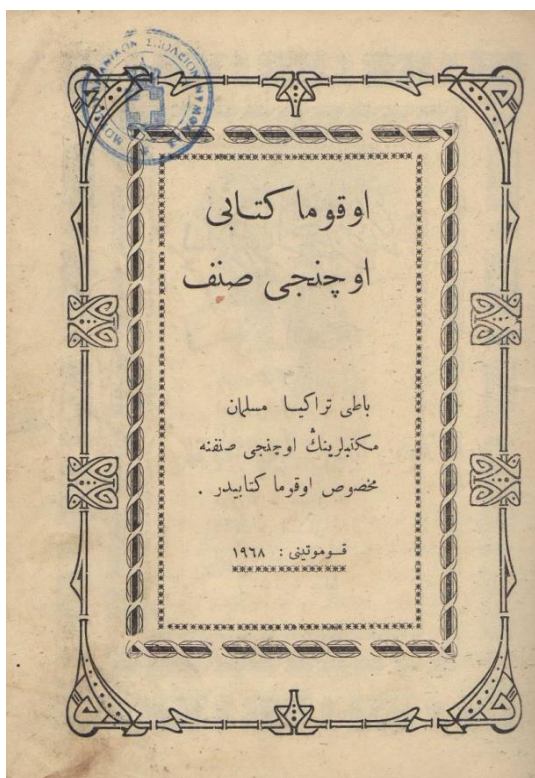 اوقوما كتابى
اوچنجى صنف
باطى تراكيا مسلمان
مكتبلرينڭ اوچنجى صنفنه
مخصوص اوقوما كتابيدر .
قوموتينى : ١٩٦٨